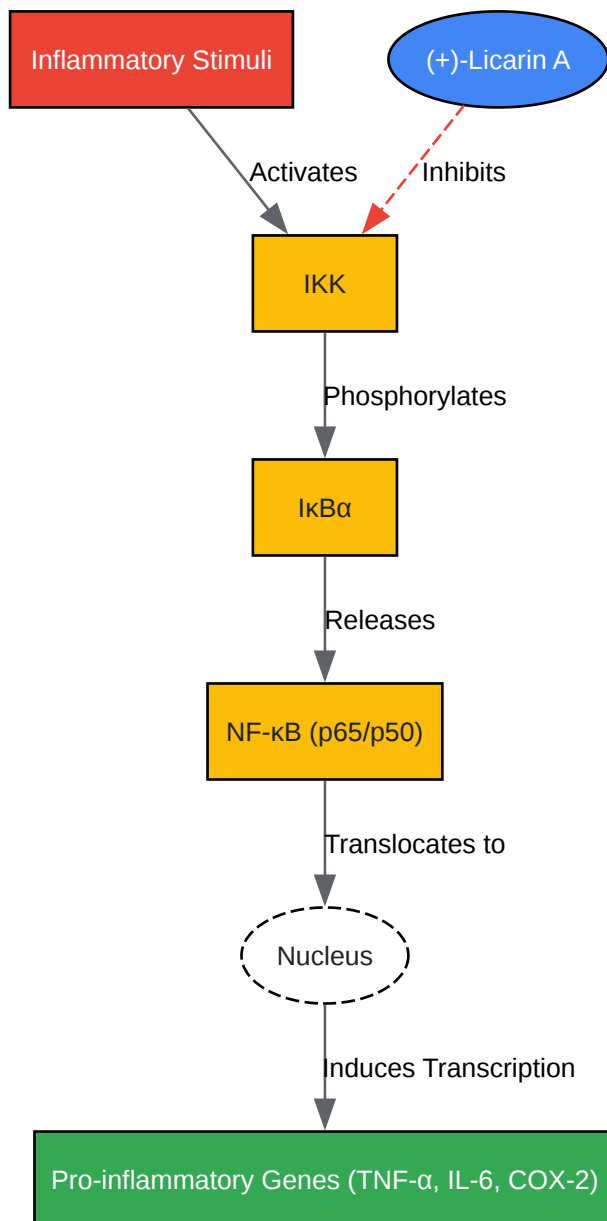 Inflammatory Stimuli
(+)-Licarin A
Activates
Inhibits
IKK
Phosphorylates
IκBα
Releases
NF-κB (p65/p50)
Translocates to
Nucleus
Induces Transcription
Pro-inflammatory Genes (TNF-α, IL-6, COX-2)